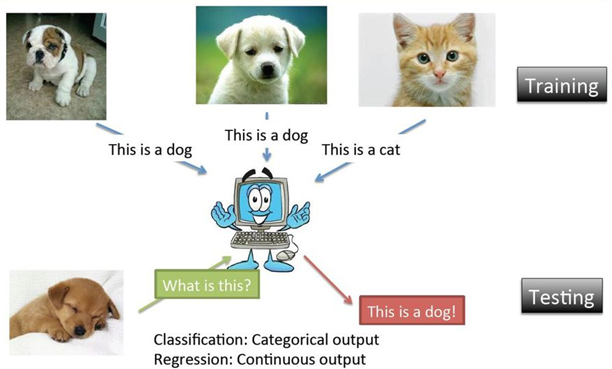 Training
This is a dog
This is a dog
This is a cat
What is this?
This is a dog!
Testing
Classification: Categorical output
Regression: Continuous output